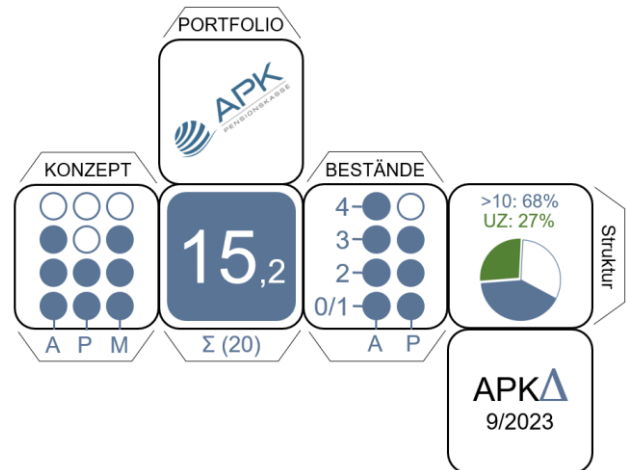 PORTFOLIO
APK
PENSIONSKASSE
KONZEPT
A P M
15,2
Σ (20)
BESTÄNDE
4
3
2
0/1
A P
>10: 68%
UZ: 27%
Struktur
APKΔ
9/2023